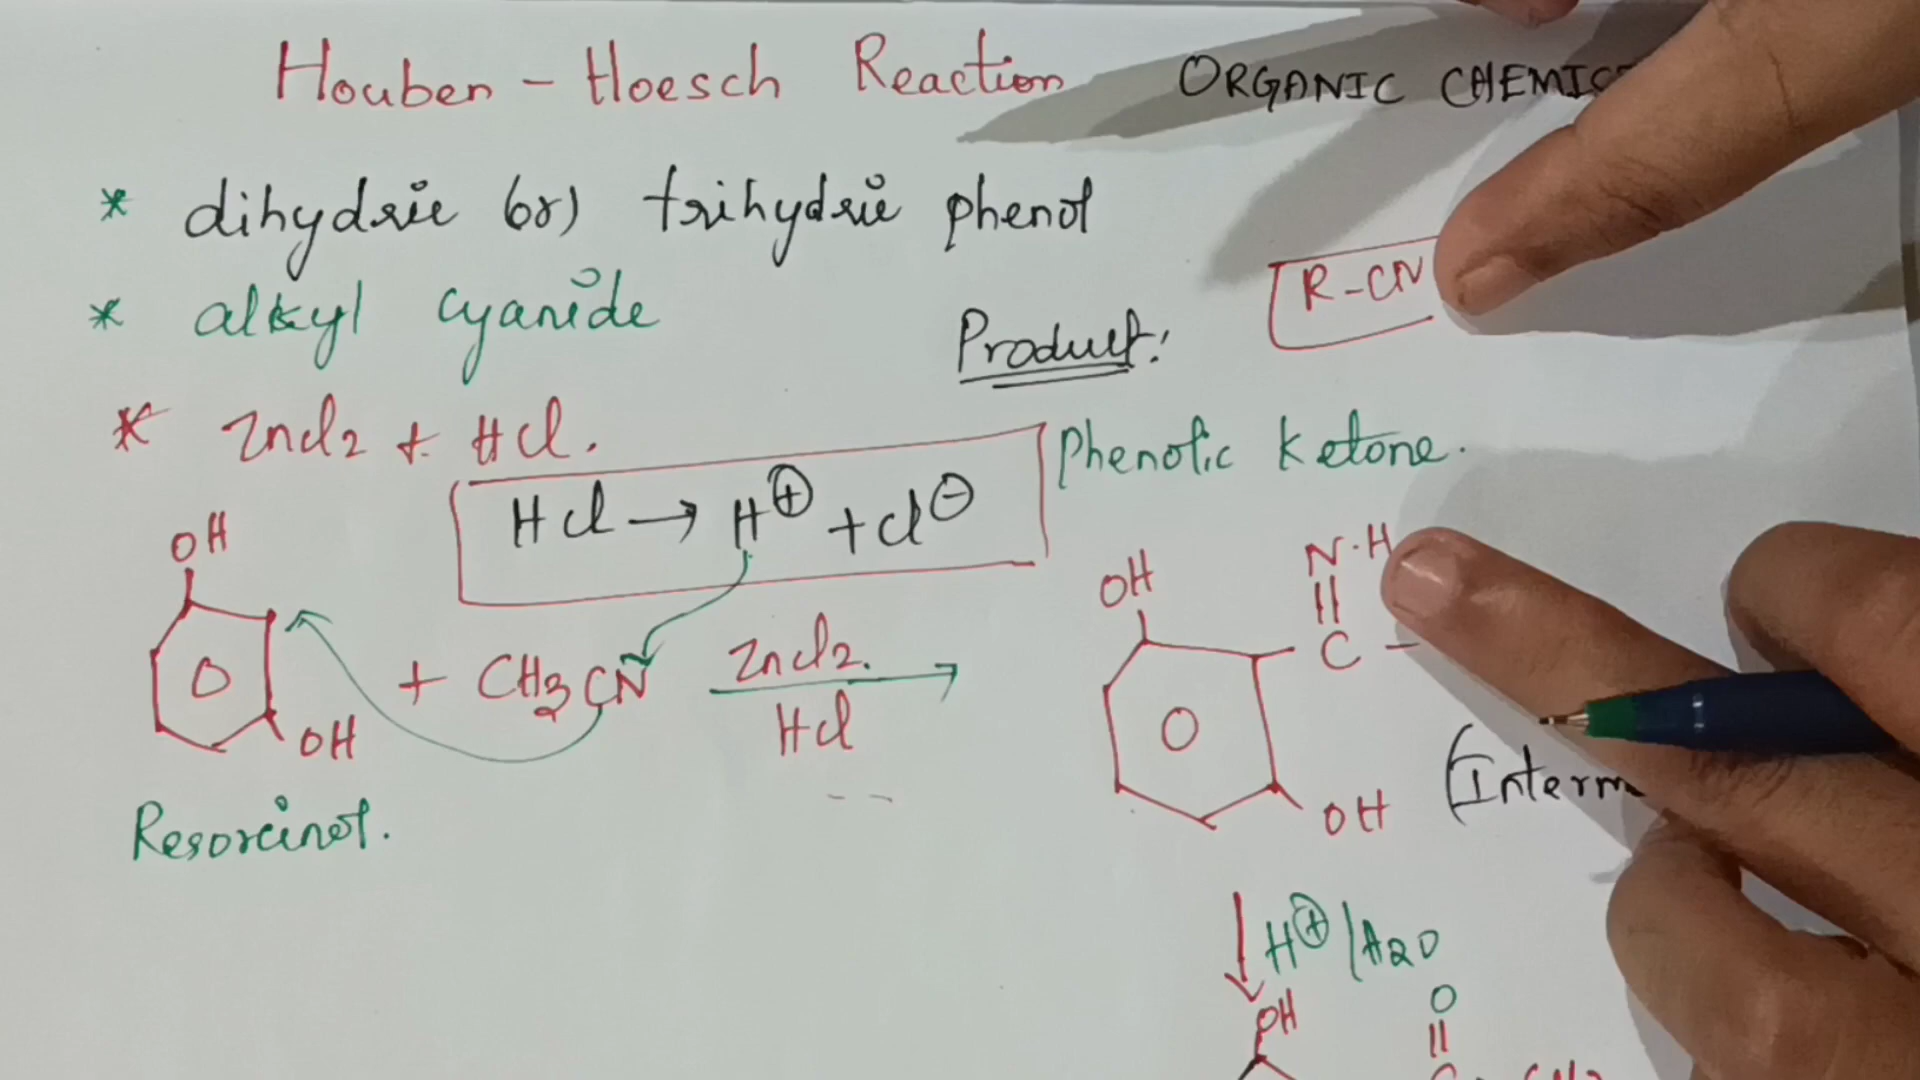 Houben - Hoesch Reaction
ORGANIC CHEMIC
* dihydric (or) trihydric phenol
* alkyl cyanide
R-CN
Product:
* ZnCl2 + HCl.
Phenolic Ketone.
HCl → H⊕ + Cl⊖
OH
OH
N·H
||
C -
+ CH3CN
ZnCl2.
HCl
OH
OH
(Interm
Resorcinol.
H⊕/H2O
OH
O
||